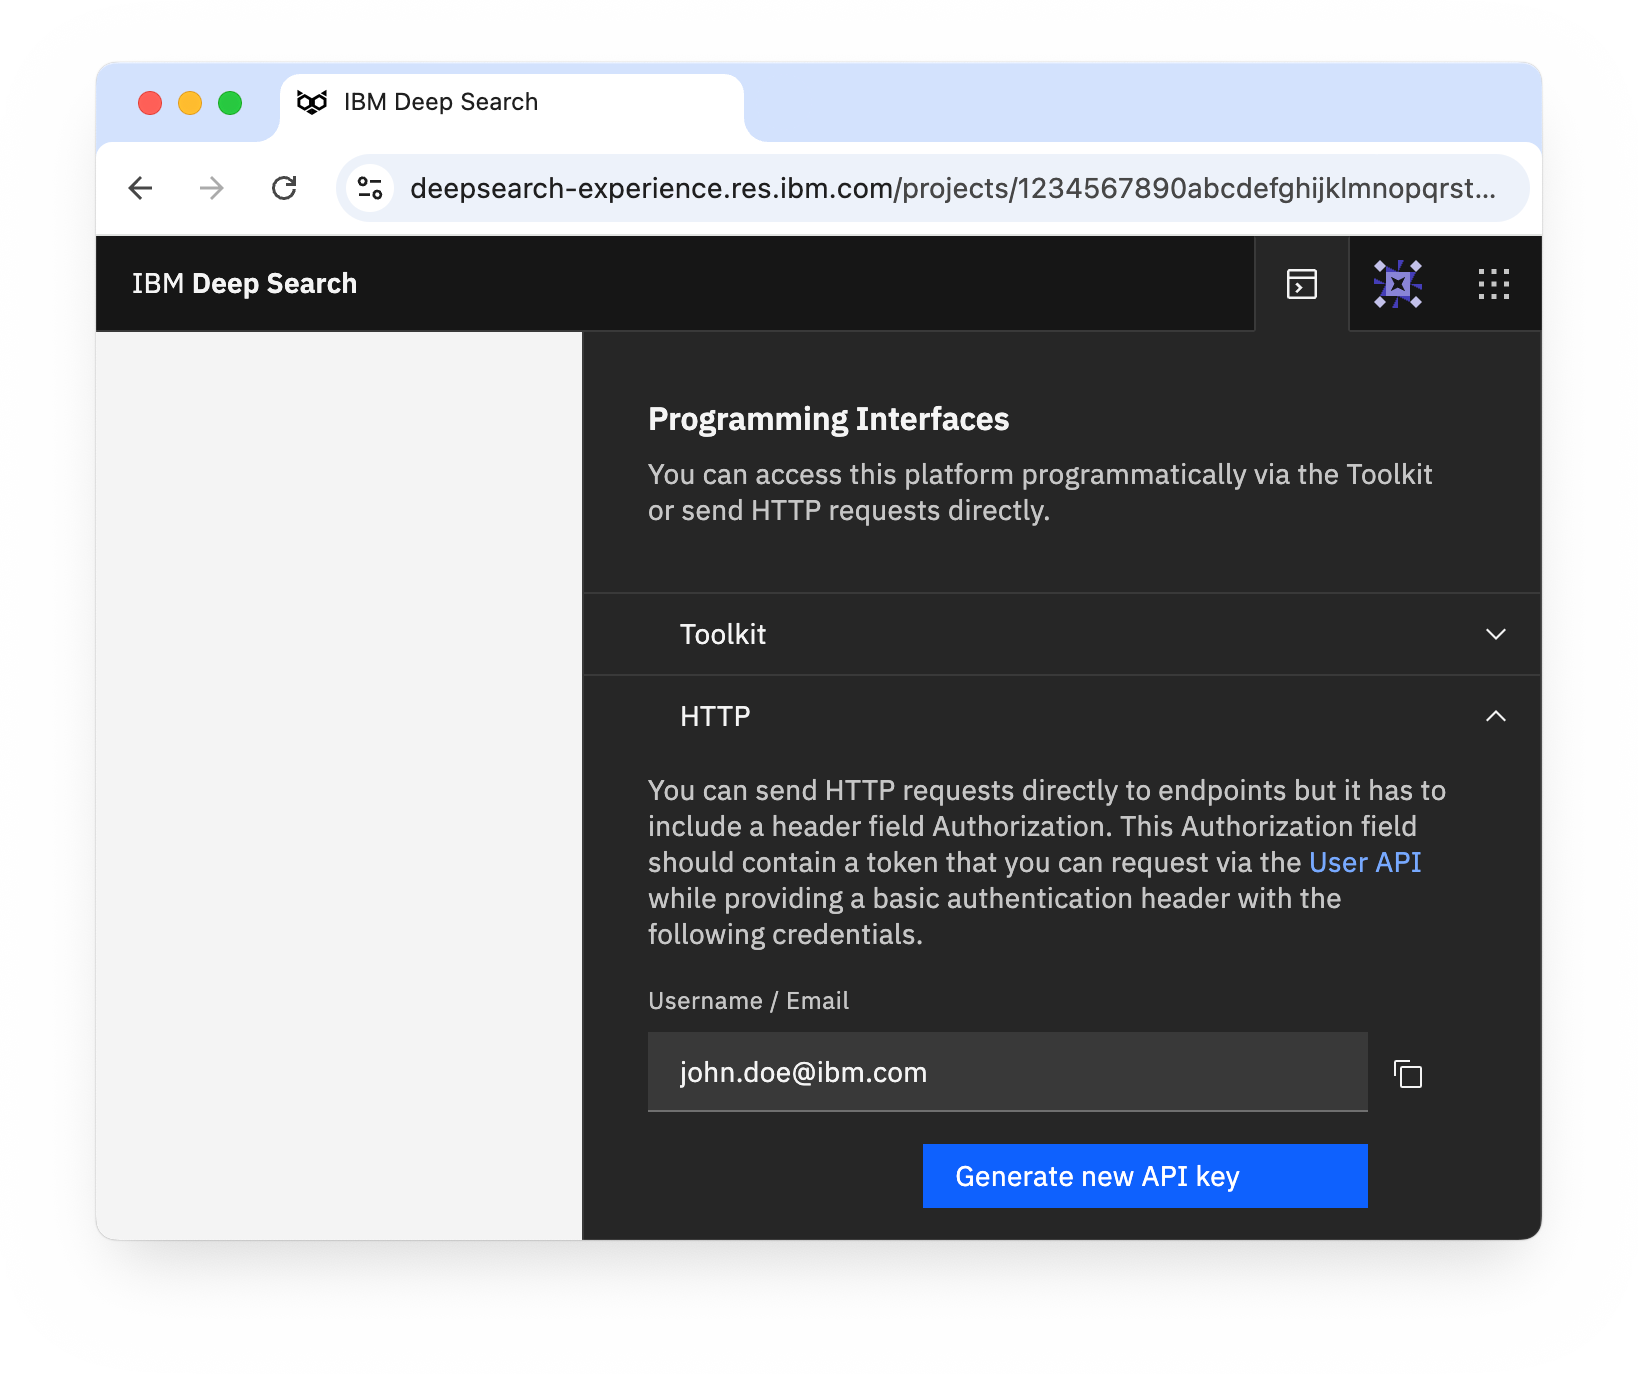 IBM Deep Search
deepsearch-experience.res.ibm.com/projects/1234567890abcdefghijklmnopqrst...
IBM Deep Search
Programming Interfaces
You can access this platform programmatically via the Toolkit
or send HTTP requests directly.
Toolkit
HTTP
You can send HTTP requests directly to endpoints but it has to
include a header field Authorization. This Authorization field
should contain a token that you can request via the User API
while providing a basic authentication header with the
following credentials.
Username / Email
john.doe@ibm.com
Generate new API key